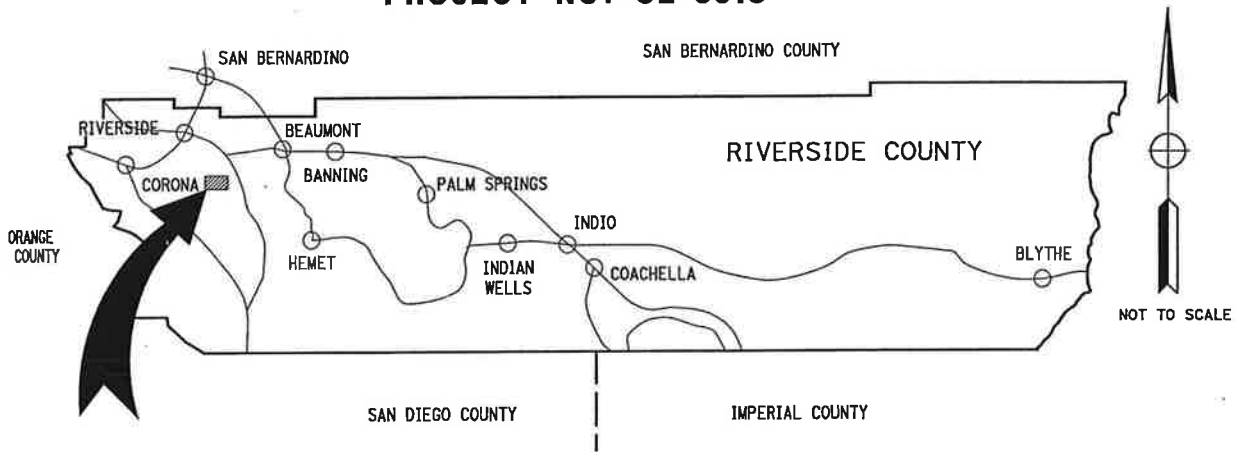 SAN BERNARDINO
SAN BERNARDINO COUNTY
RIVERSIDE
BEAUMONT
BANNING
RIVERSIDE COUNTY
CORONA
PALM SPRINGS
ORANGE
COUNTY
HEMET
INDIAN
WELLS
INDIO
COACHELLA
BLYTHE
NOT TO SCALE
SAN DIEGO COUNTY
IMPERIAL COUNTY